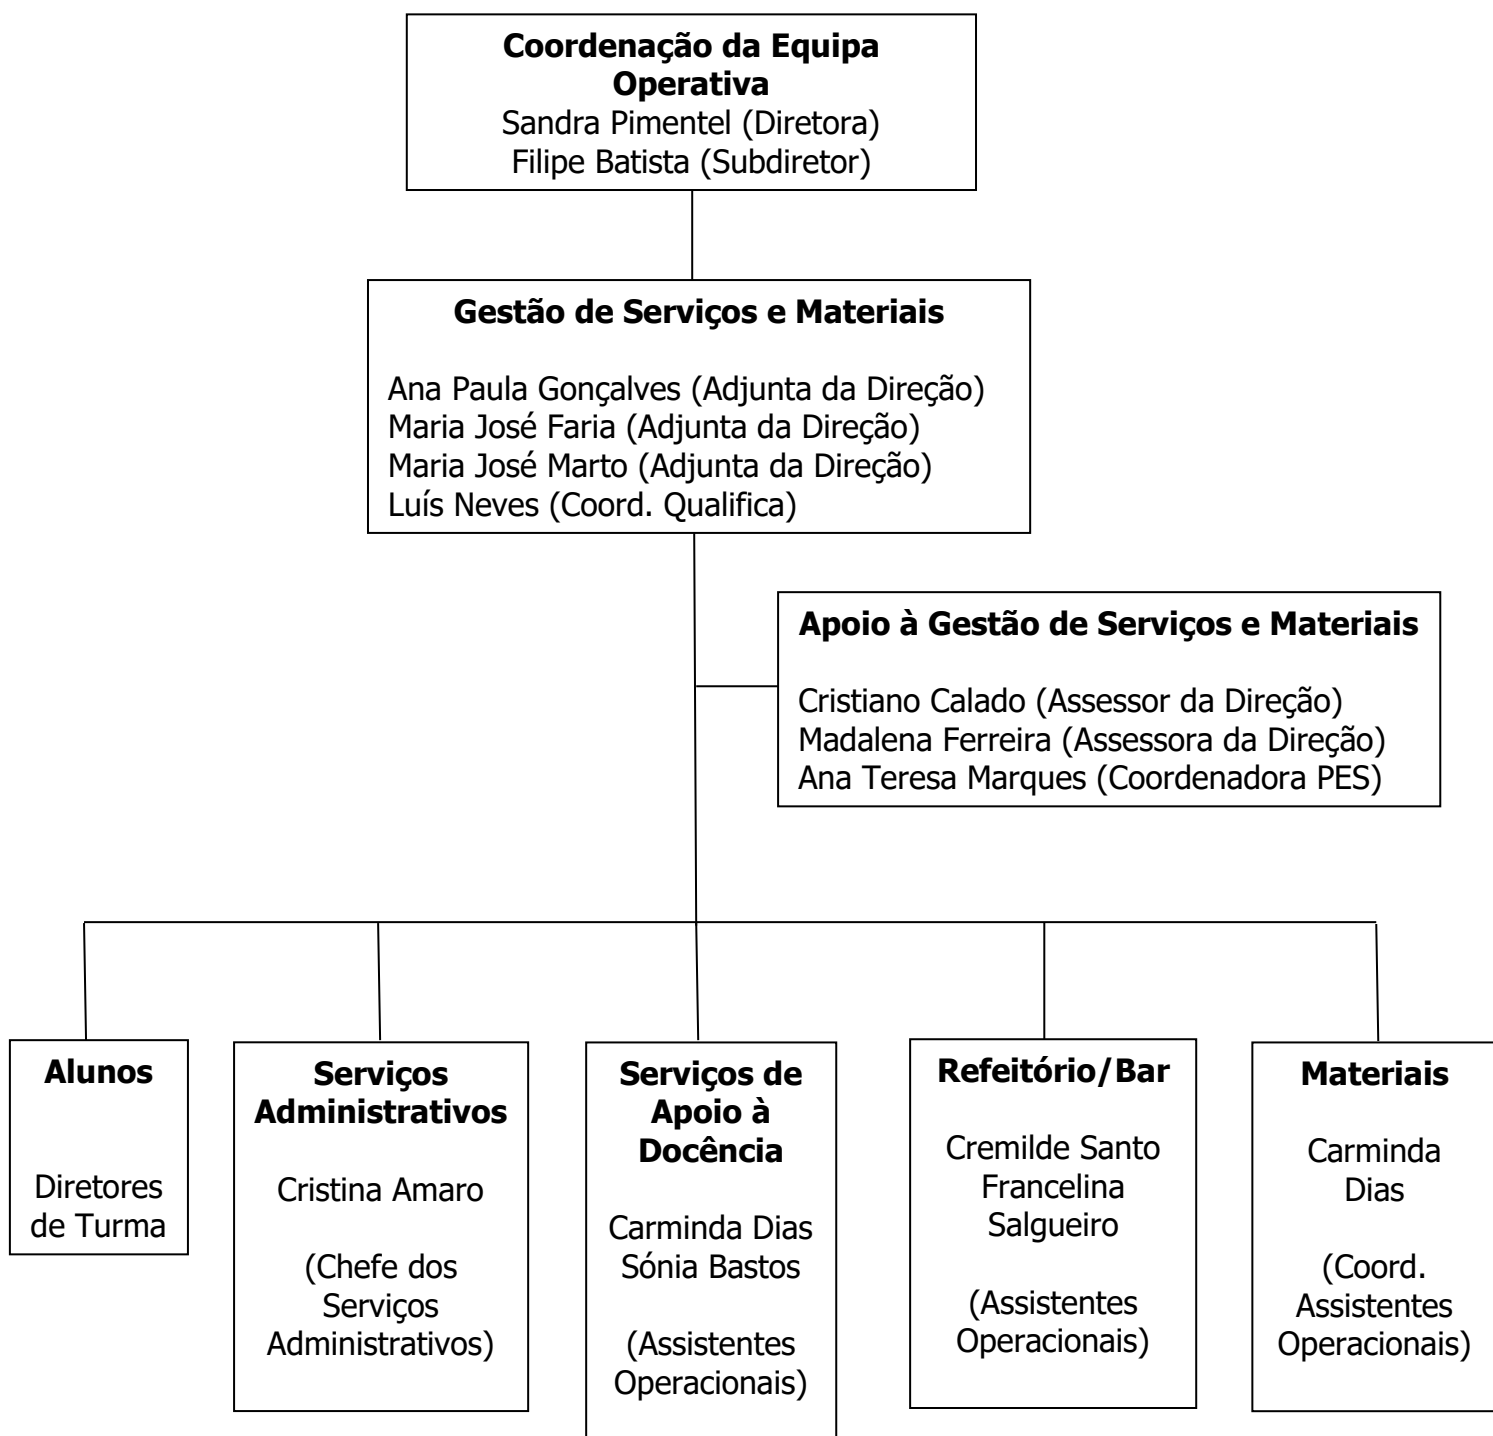 Coordenação da Equipa
Operativa
Sandra Pimentel (Diretora)
Filipe Batista (Subdiretor)
Gestão de Serviços e Materiais
Ana Paula Gonçalves (Adjunta da Direção)
Maria José Faria (Adjunta da Direção)
Maria José Marto (Adjunta da Direção)
Luís Neves (Coord. Qualifica)
Apoio à Gestão de Serviços e Materiais
Cristiano Calado (Assessor da Direção)
Madalena Ferreira (Assessora da Direção)
Ana Teresa Marques (Coordenadora PES)
Alunos
Diretores
de Turma
Serviços
Administrativos
Cristina Amaro
(Chefe dos
Serviços
Administrativos)
Serviços de
Apoio à
Docência
Carminda Dias
Sónia Bastos
(Assistentes
Operacionais)
Refeitório/Bar
Cremilde Santo
Francelina
Salgueiro
(Assistentes
Operacionais)
Materiais
Carminda
Dias
(Coord.
Assistentes
Operacionais)